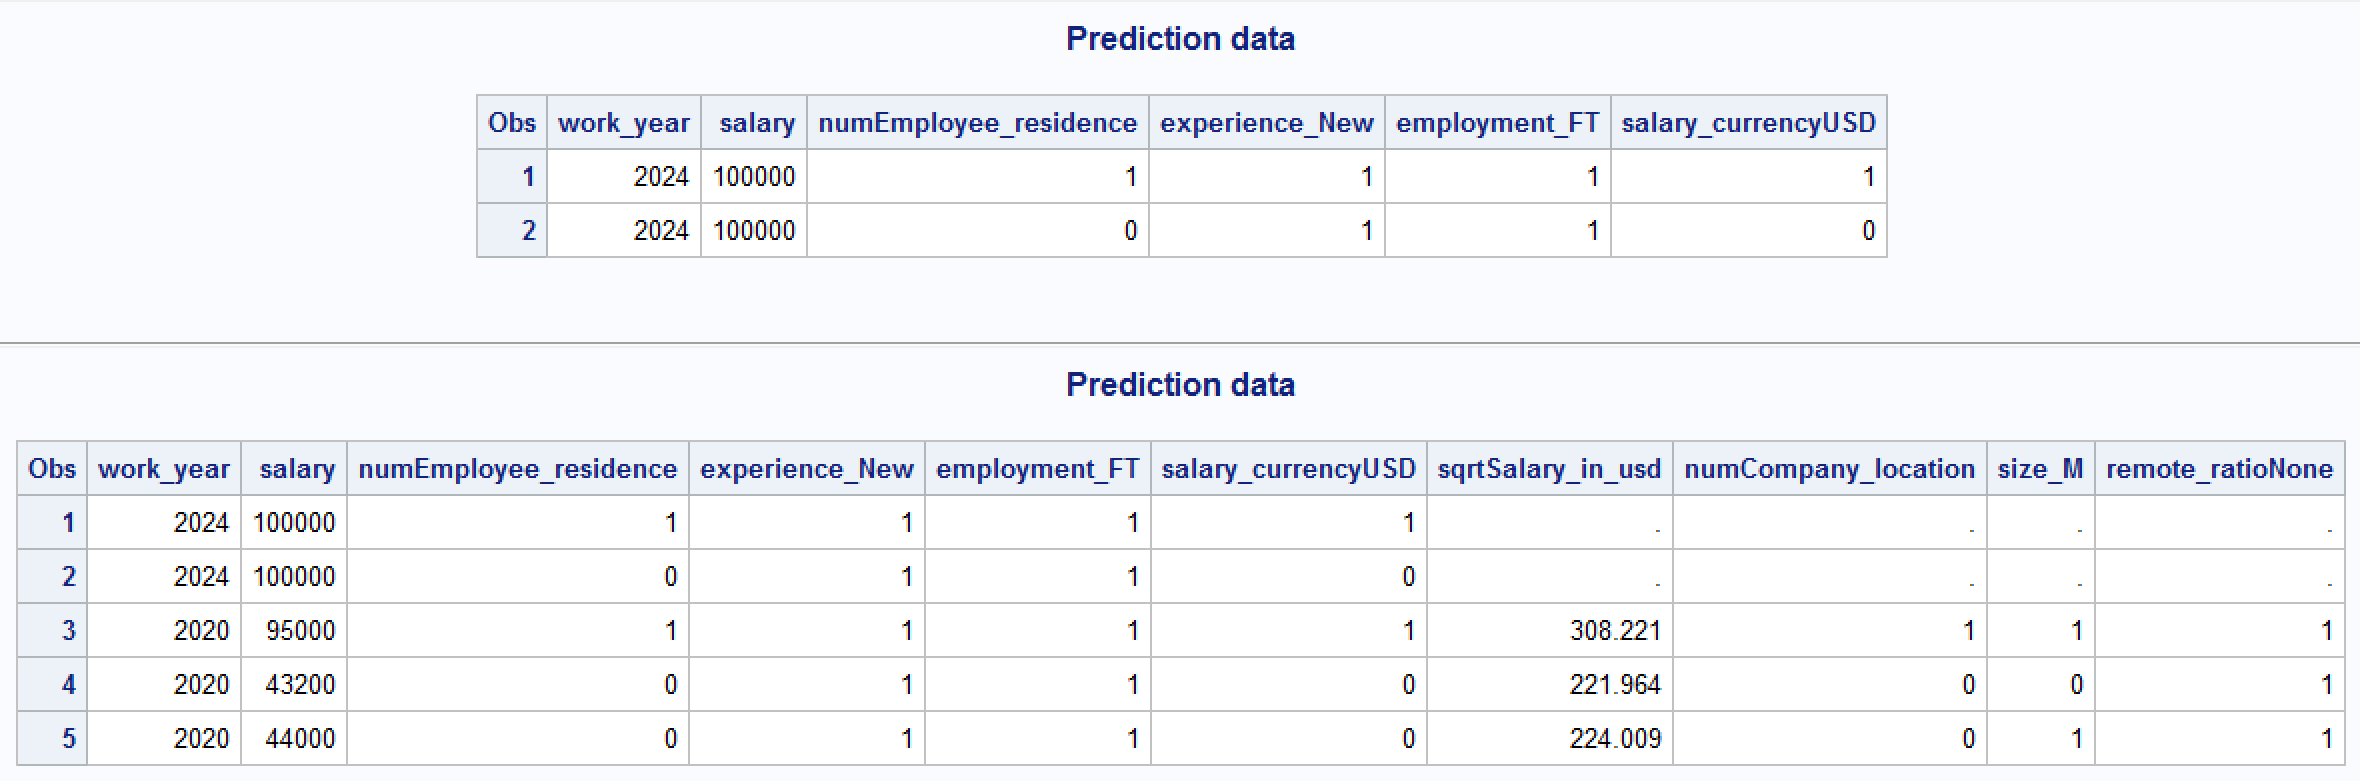 Prediction data
Obs work_year salary numEmployee_residence experience_New employment_FT salary_currencyUSD
1 2024 100000 1 1 1 1
2 2024 100000 0 1 1 0
Prediction data
Obs work_year salary numEmployee_residence experience_New employment_FT salary_currencyUSD sqrtSalary_in_usd numCompany_location size_M remote_ratioNone
1 2024 100000 1 1 1 1 . . . .
2 2024 100000 0 1 1 0 . . . .
3 2020 95000 1 1 1 1 308.221 1 1 1
4 2020 43200 0 1 1 0 221.964 0 0 1
5 2020 44000 0 1 1 0 224.009 0 1 1